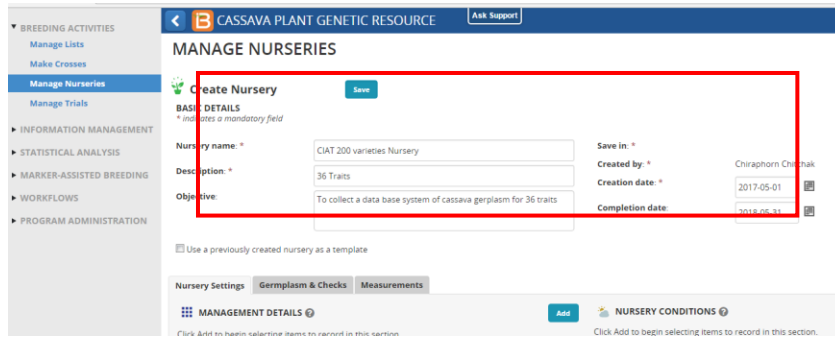 CASSAVA PLANT GENETIC RESOURCE
Ask Support
BREEDING ACTIVITIES
Manage Lists
Make Crosses
Manage Nurseries
Manage Trials
INFORMATION MANAGEMENT
STATISTICAL ANALYSIS
MARKER-ASSISTED BREEDING
WORKFLOWS
PROGRAM ADMINISTRATION
MANAGE NURSERIES
Create Nursery
Save
BASIC DETAILS
* indicates a mandatory field
Nursery name: *
CIAT 200 varieties Nursery
Description: *
36 Traits
Objective:
To collect a data base system of cassava gerplasm for 36 traits
Save in: *
Created by: *
Chiraphorn Chinchak
Creation date: *
2017-05-01
Completion date:
2018-05-31
Use a previously created nursery as a template
Nursery Settings
Germplasm & Checks
Measurements
MANAGEMENT DETAILS
Add
NURSERY CONDITIONS
Click Add to begin selecting items to record in this section.
Click Add to begin selecting items to record in this section.